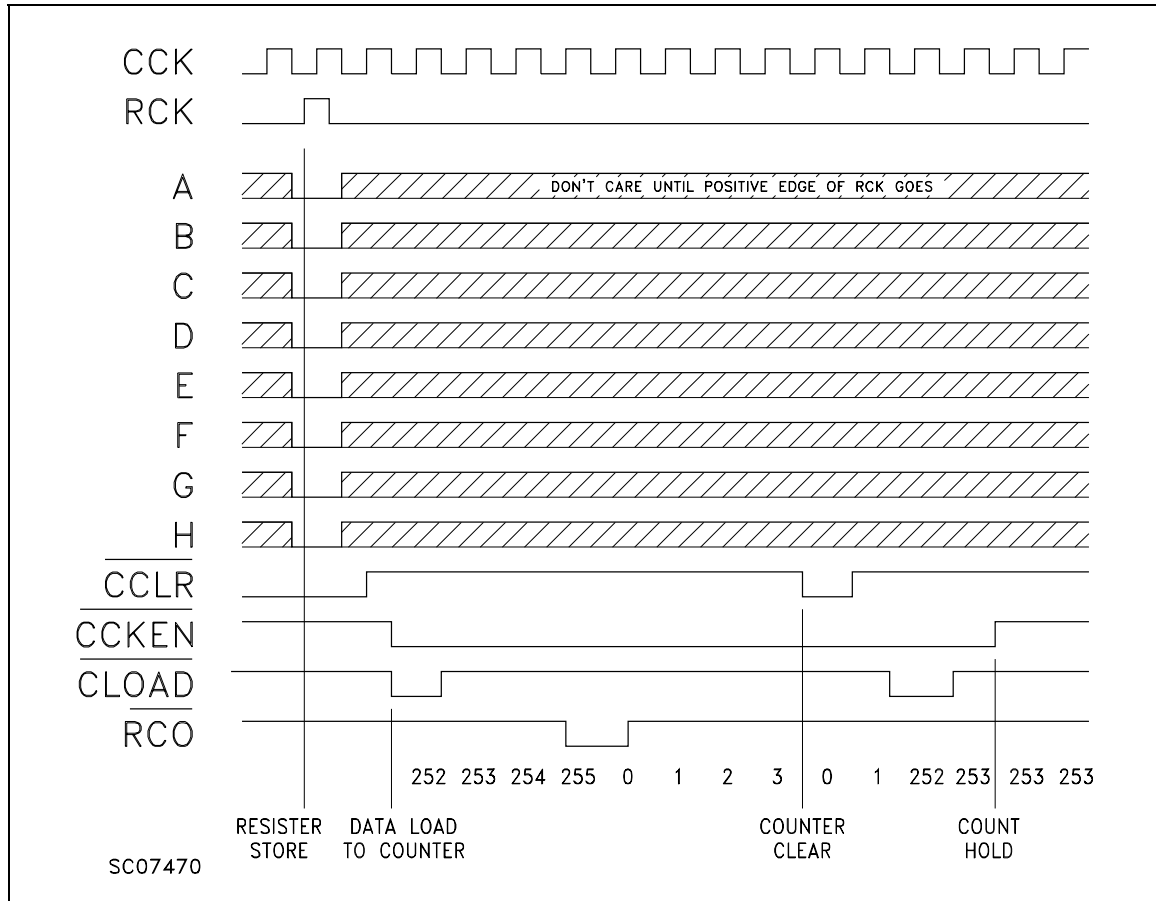 CCK
RCK
A
DON'T CARE UNTIL POSITIVE EDGE OF RCK GOES
B
C
D
E
F
G
H
CCLR
CCKEN
CLOAD
RCO
252 253 254 255 0 1 2 3 0 1 252 253 253 253
RESISTER
STORE
DATA LOAD
TO COUNTER
COUNTER
CLEAR
COUNT
HOLD
SC07470